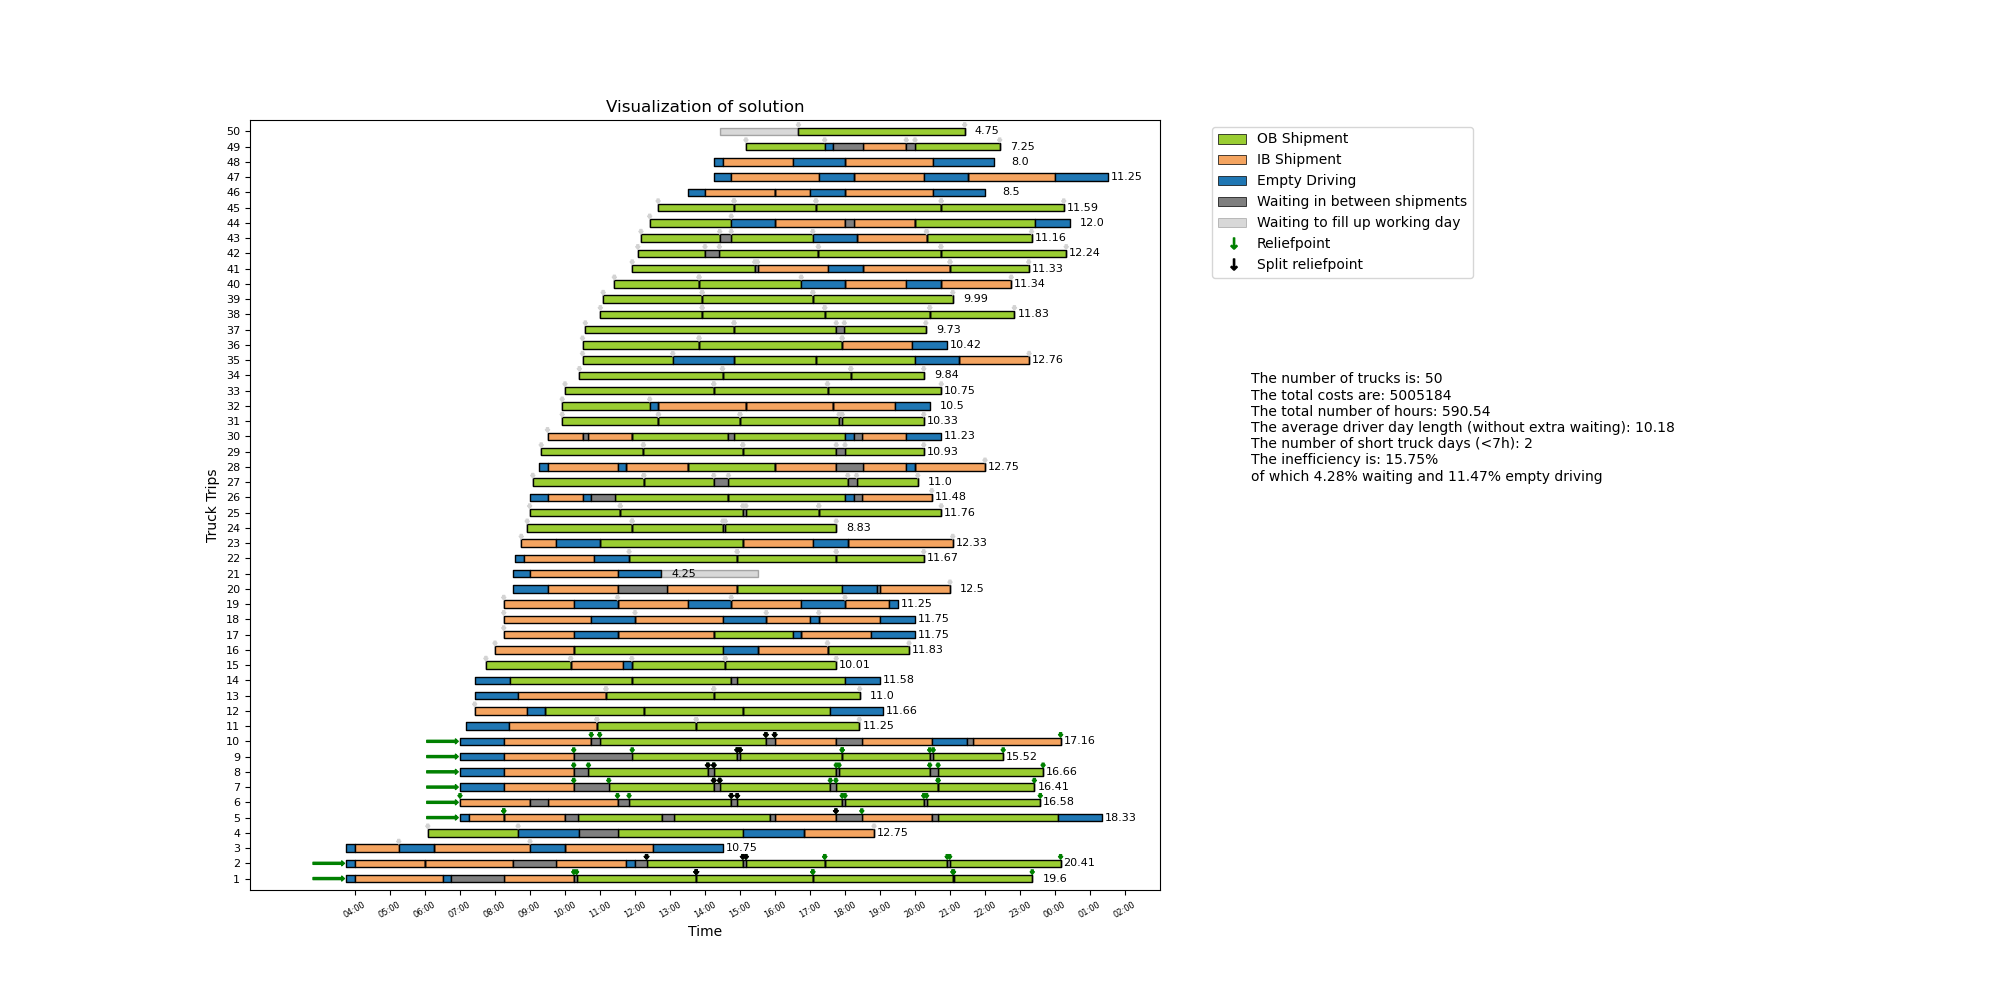 Visualization of solution
50 4.75
49 7.25
48 8.0
47 11.25
46 8.5
45 11.59
44 12.0
43 11.16
42 12.24
41 11.33
40 11.34
39 9.99
38 11.83
37 9.73
36 10.42
35 12.76
34 9.84
33 10.75
32 10.5
31 10.33
30 11.23
29 10.93
28 12.75
27 11.0
26 11.48
25 11.76
24 8.83
23 12.33
22 11.67
21 4.25
20 12.5
19 11.25
18 11.75
17 11.75
16 11.83
15 10.01
14 11.58
13 11.0
12 11.66
11 11.25
10 17.16
9 15.52
8 16.66
7 16.41
6 16.58
5 18.33
4 12.75
3 10.75
2 20.41
1 19.6
Truck Trips
04:00 05:00 06:00 07:00 08:00 09:00 10:00 11:00 12:00 13:00 14:00 15:00 16:00 17:00 18:00 19:00 20:00 21:00 22:00 23:00 00:00 01:00 02:00
Time
OB Shipment
IB Shipment
Empty Driving
Waiting in between shipments
Waiting to fill up working day
Reliefpoint
Split reliefpoint
The number of trucks is: 50
The total costs are: 5005184
The total number of hours: 590.54
The average driver day length (without extra waiting): 10.18
The number of short truck days (<7h): 2
The inefficiency is: 15.75%
of which 4.28% waiting and 11.47% empty driving